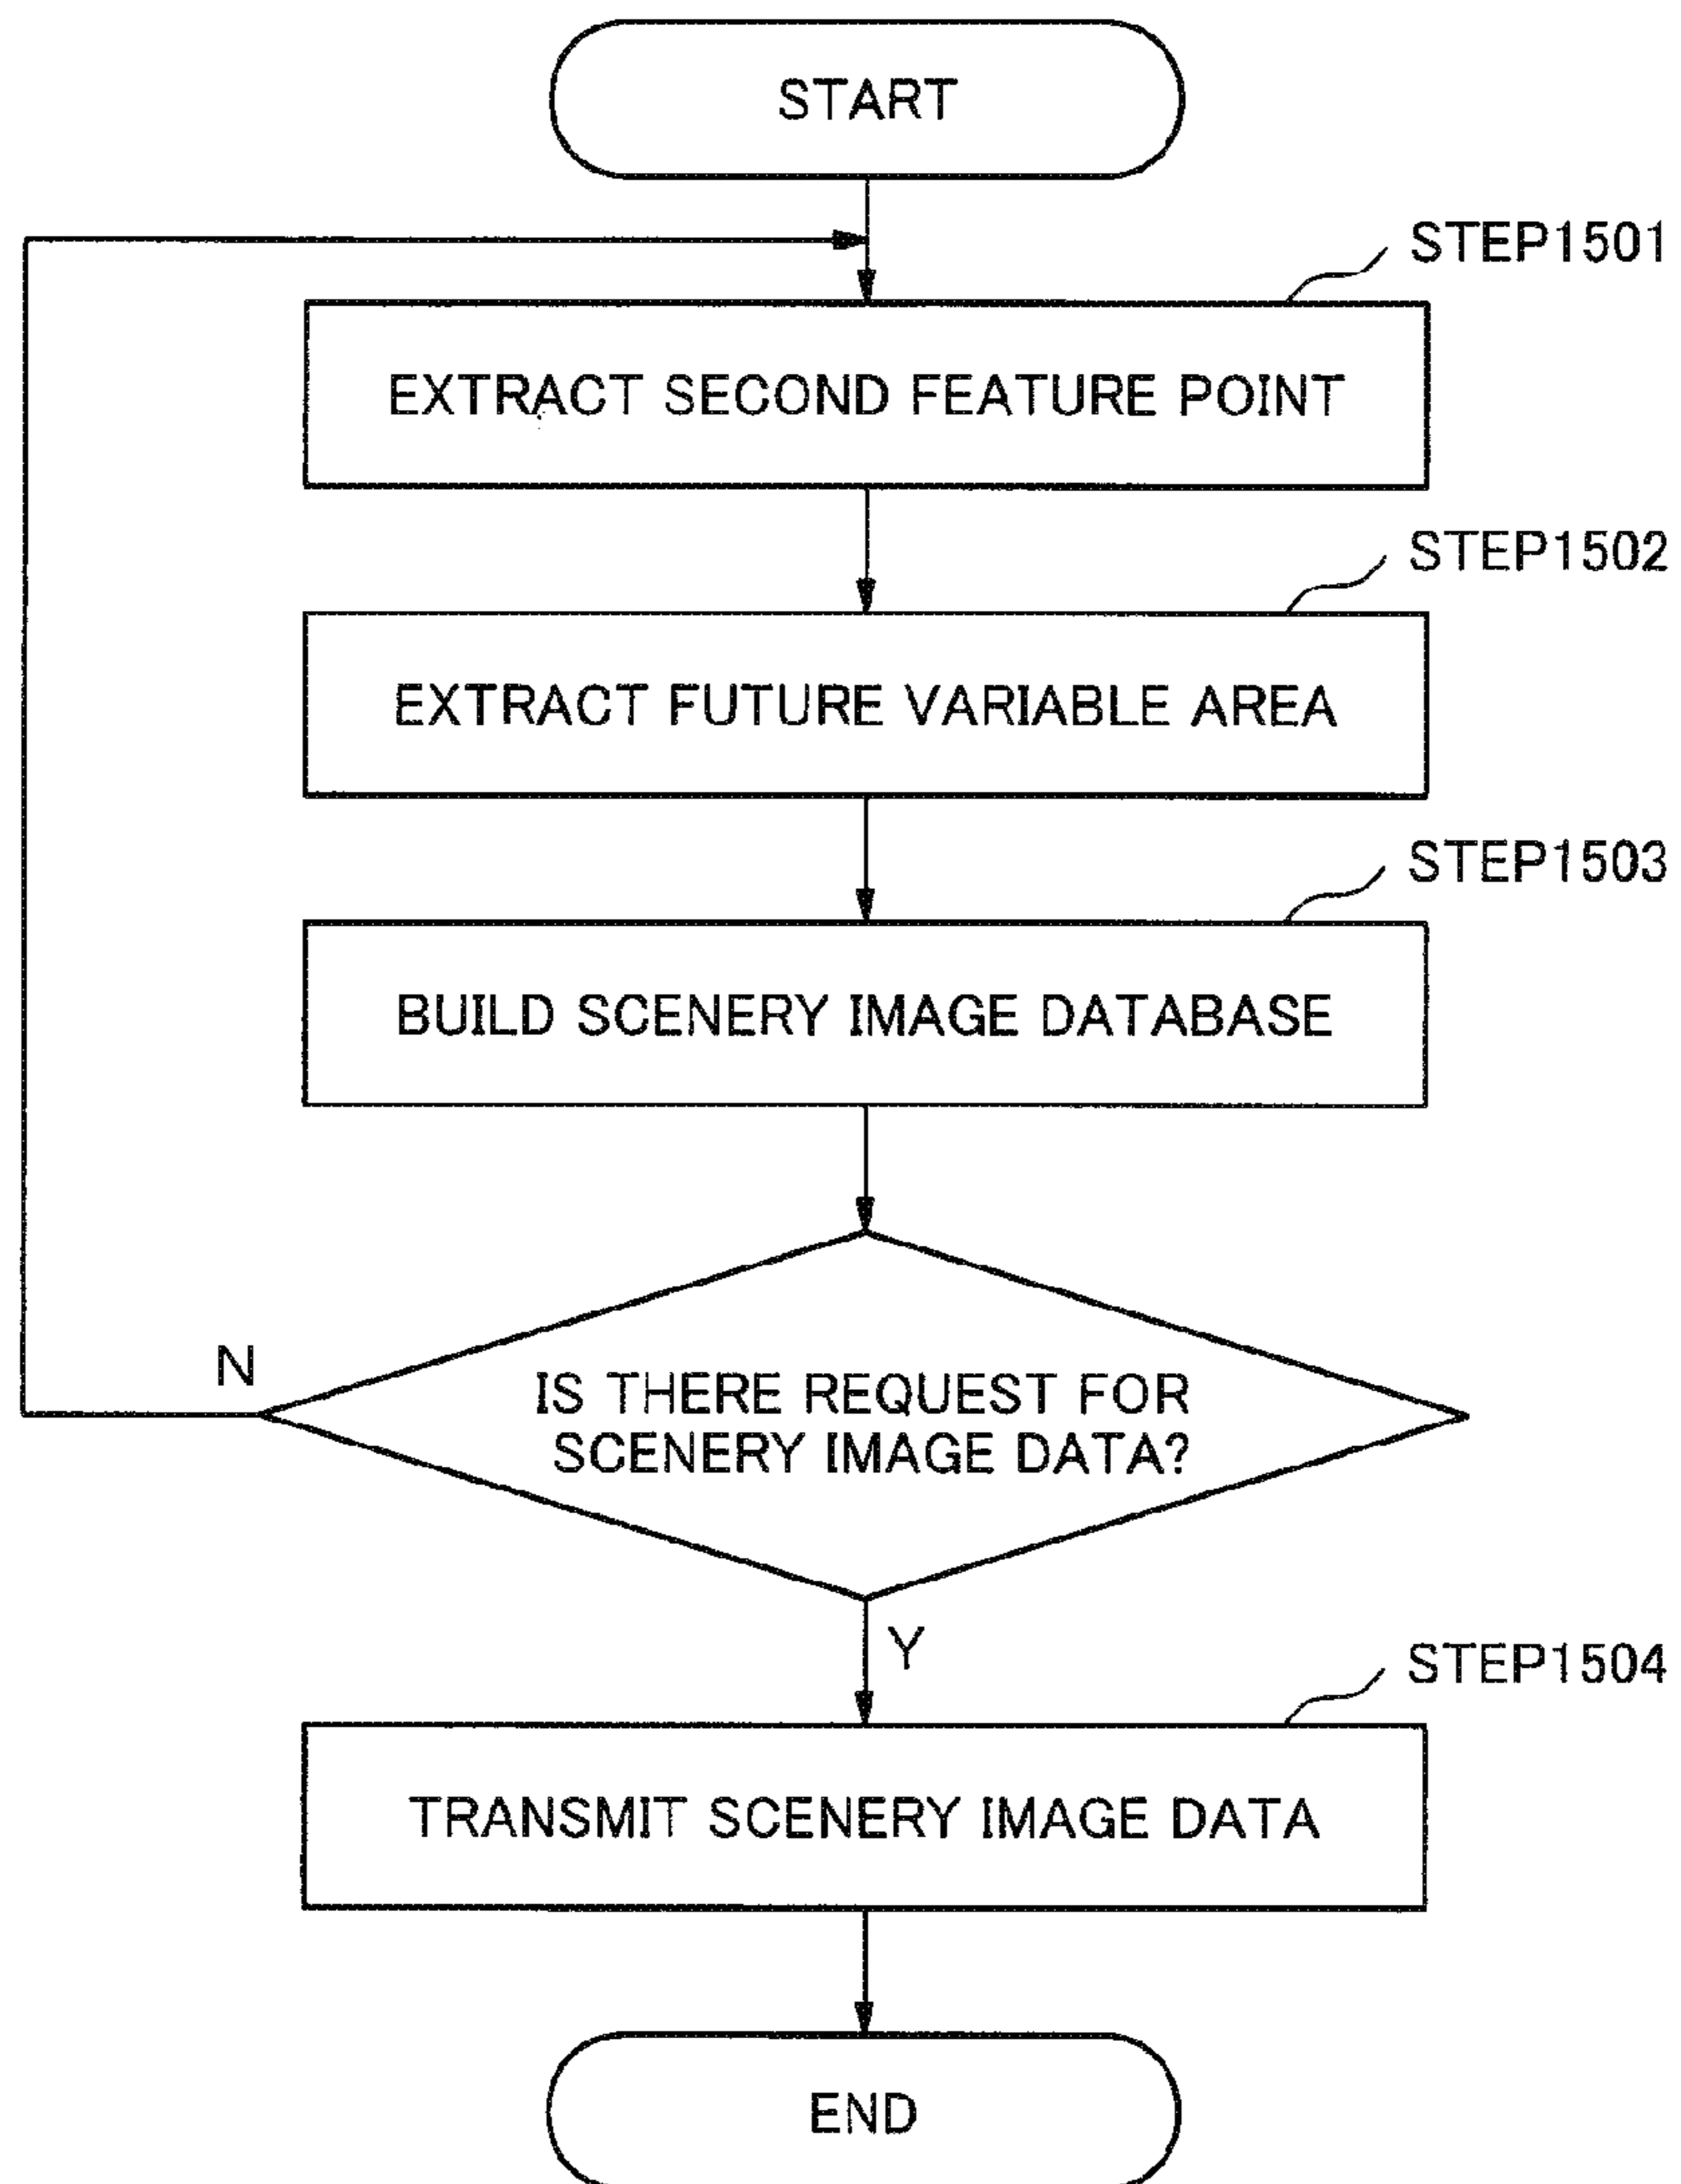 START
STEP1501
EXTRACT SECOND FEATURE POINT
STEP1502
EXTRACT FUTURE VARIABLE AREA
STEP1503
BUILD SCENERY IMAGE DATABASE
N
IS THERE REQUEST FOR
SCENERY IMAGE DATA?
Y
STEP1504
TRANSMIT SCENERY IMAGE DATA
END